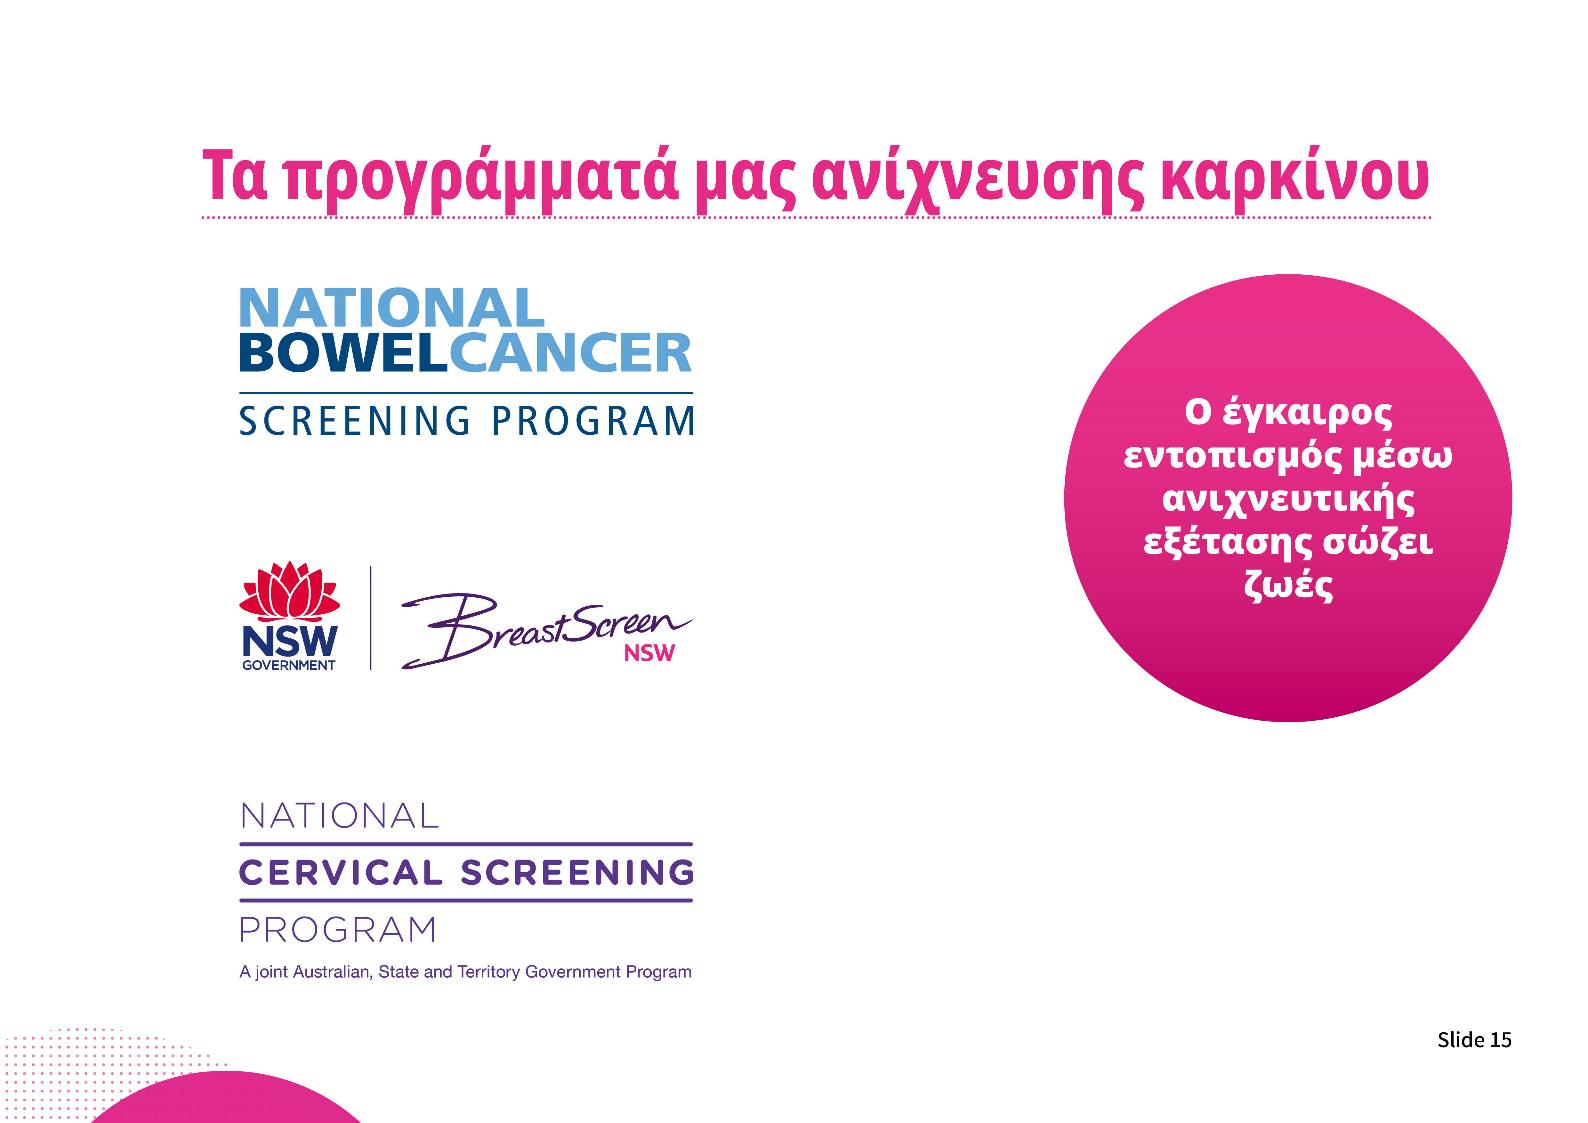 Τα προγράμματά μας ανίχνευσης καρκίνου
NATIONAL
BOWELCANCER
SCREENING PROGRAM
Ο έγκαιρος
εντοπισμός μέσω
ανιχνευτικής
εξέτασης σώζει
ζωές
NSW
GOVERNMENT
BreastScreen
NSW
NATIONAL
CERVICAL SCREENING
PROGRAM
A joint Australian, State and Territory Government Program
Slide 15